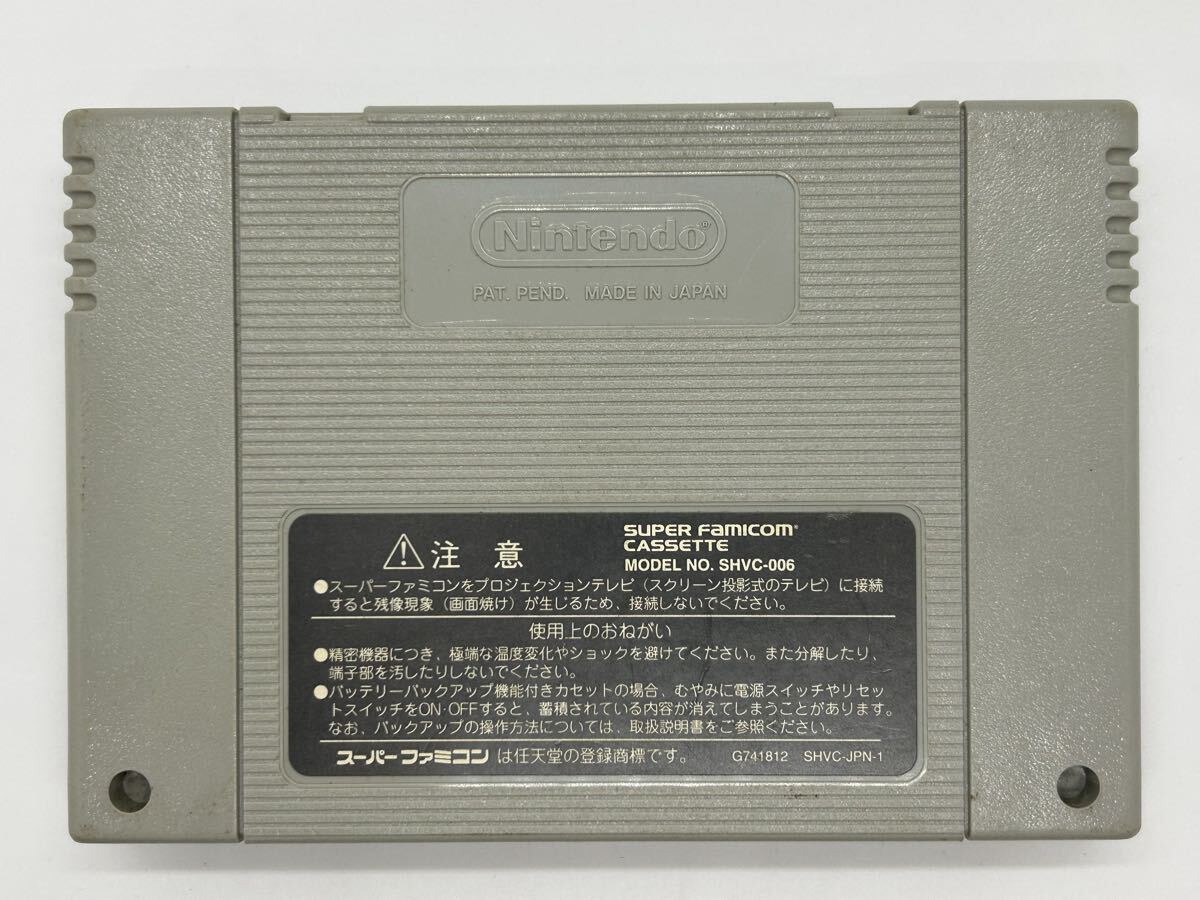 Nintendo®
PAT. PEND. MADE IN JAPAN
⚠注 意
SUPER FAMICOM®
CASSETTE
MODEL NO. SHVC-006
●スーパーファミコンをプロジェクションテレビ（スクリーン投影式のテレビ）に接続
すると残像現象（画面焼け）が生じるため、接続しないでください。
使用上のおねがい
●精密機器につき、極端な温度変化やショックを避けてください。また分解したり、
端子部を汚したりしないでください。
●バッテリーバックアップ機能付きカセットの場合、むやみに電源スイッチやリセッ
トスイッチをON・OFFすると、蓄積されている内容が消えてしまうことがあります。
なお、バックアップの操作方法については、取扱説明書をご参照ください。
スーパーファミコンは任天堂の登録商標です。 G741812 SHVC-JPN-1